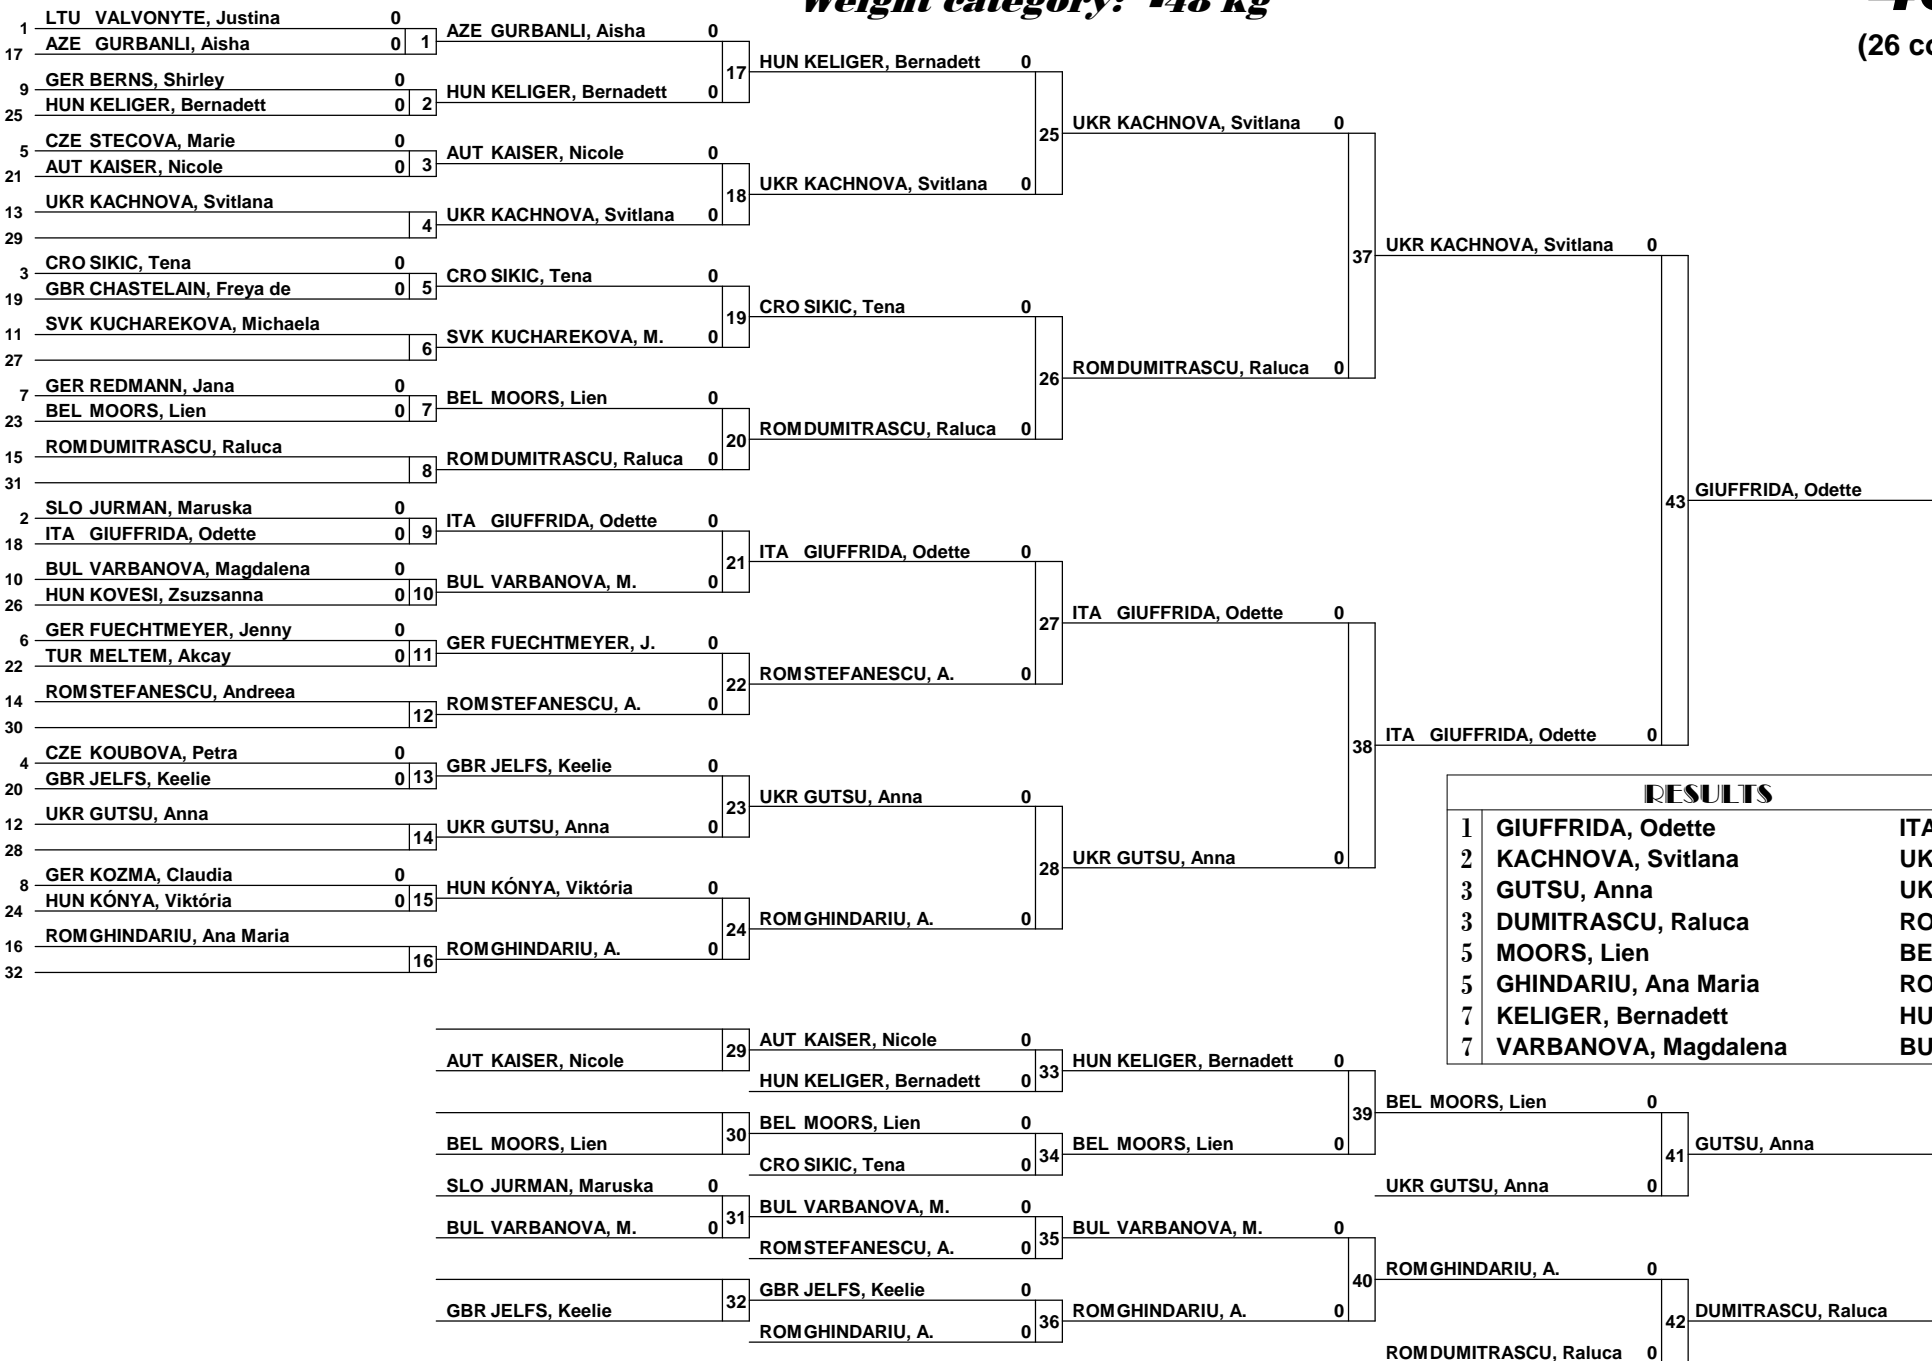 Weight category: -48 kg
(26 co
1 LTU VALVONYTE, Justina 0
17 AZE GURBANLI, Aisha 0 1
9 GER BERNS, Shirley 0
25 HUN KELIGER, Bernadett 0 2
5 CZE STECOVA, Marie 0
21 AUT KAISER, Nicole 0 3
13 UKR KACHNOVA, Svitlana
29 4
3 CRO SIKIC, Tena 0
19 GBR CHASTELAIN, Freya de 0 5
11 SVK KUCHAREKOVA, Michaela
27 6
7 GER REDMANN, Jana 0
23 BEL MOORS, Lien 0 7
15 ROM DUMITRASCU, Raluca
31 8
2 SLO JURMAN, Maruska 0
18 ITA GIUFFRIDA, Odette 0 9
10 BUL VARBANOVA, Magdalena 0
26 HUN KOVESI, Zsuzsanna 0 10
6 GER FUECHTMEYER, Jenny 0
22 TUR MELTEM, Akcay 0 11
14 ROM STEFANESCU, Andreea
30 12
4 CZE KOUBOVA, Petra 0
20 GBR JELFS, Keelie 0 13
12 UKR GUTSU, Anna
28 14
8 GER KOZMA, Claudia 0
24 HUN KÓNYA, Viktória 0 15
16 ROM GHINDARIU, Ana Maria
32 16
AZE GURBANLI, Aisha 0
17
HUN KELIGER, Bernadett 0
AUT KAISER, Nicole 0
18
UKR KACHNOVA, Svitlana 0
CRO SIKIC, Tena 0
19
SVK KUCHAREKOVA, M. 0
BEL MOORS, Lien 0
20
ROM DUMITRASCU, Raluca 0
ITA GIUFFRIDA, Odette 0
21
BUL VARBANOVA, M. 0
GER FUECHTMEYER, J. 0
22
ROM STEFANESCU, A. 0
GBR JELFS, Keelie 0
23
UKR GUTSU, Anna 0
HUN KÓNYA, Viktória 0
24
ROM GHINDARIU, A. 0
HUN KELIGER, Bernadett 0
25
UKR KACHNOVA, Svitlana 0
CRO SIKIC, Tena 0
26
ROM DUMITRASCU, Raluca 0
ITA GIUFFRIDA, Odette 0
27
ROM STEFANESCU, A. 0
UKR GUTSU, Anna 0
28
ROM GHINDARIU, A. 0
UKR KACHNOVA, Svitlana 0
37
ROM DUMITRASCU, Raluca 0
ITA GIUFFRIDA, Odette 0
38
UKR GUTSU, Anna 0
UKR KACHNOVA, Svitlana 0
43
ITA GIUFFRIDA, Odette 0
GIUFFRIDA, Odette
RESULTS
1 GIUFFRIDA, Odette ITA
2 KACHNOVA, Svitlana UK
3 GUTSU, Anna UK
3 DUMITRASCU, Raluca RO
5 MOORS, Lien BE
5 GHINDARIU, Ana Maria RO
7 KELIGER, Bernadett HU
7 VARBANOVA, Magdalena BU
29
AUT KAISER, Nicole
30
BEL MOORS, Lien
SLO JURMAN, Maruska 0
31
BUL VARBANOVA, M. 0
32
GBR JELFS, Keelie
AUT KAISER, Nicole 0
HUN KELIGER, Bernadett 0 33
BEL MOORS, Lien 0
CRO SIKIC, Tena 0 34
BUL VARBANOVA, M. 0
ROM STEFANESCU, A. 0 35
GBR JELFS, Keelie 0
ROM GHINDARIU, A. 0 36
HUN KELIGER, Bernadett 0
39
BEL MOORS, Lien 0
BUL VARBANOVA, M. 0
40
ROM GHINDARIU, A. 0
BEL MOORS, Lien 0
41
UKR GUTSU, Anna 0
GUTSU, Anna
ROM GHINDARIU, A. 0
42
ROM DUMITRASCU, Raluca 0
DUMITRASCU, Raluca